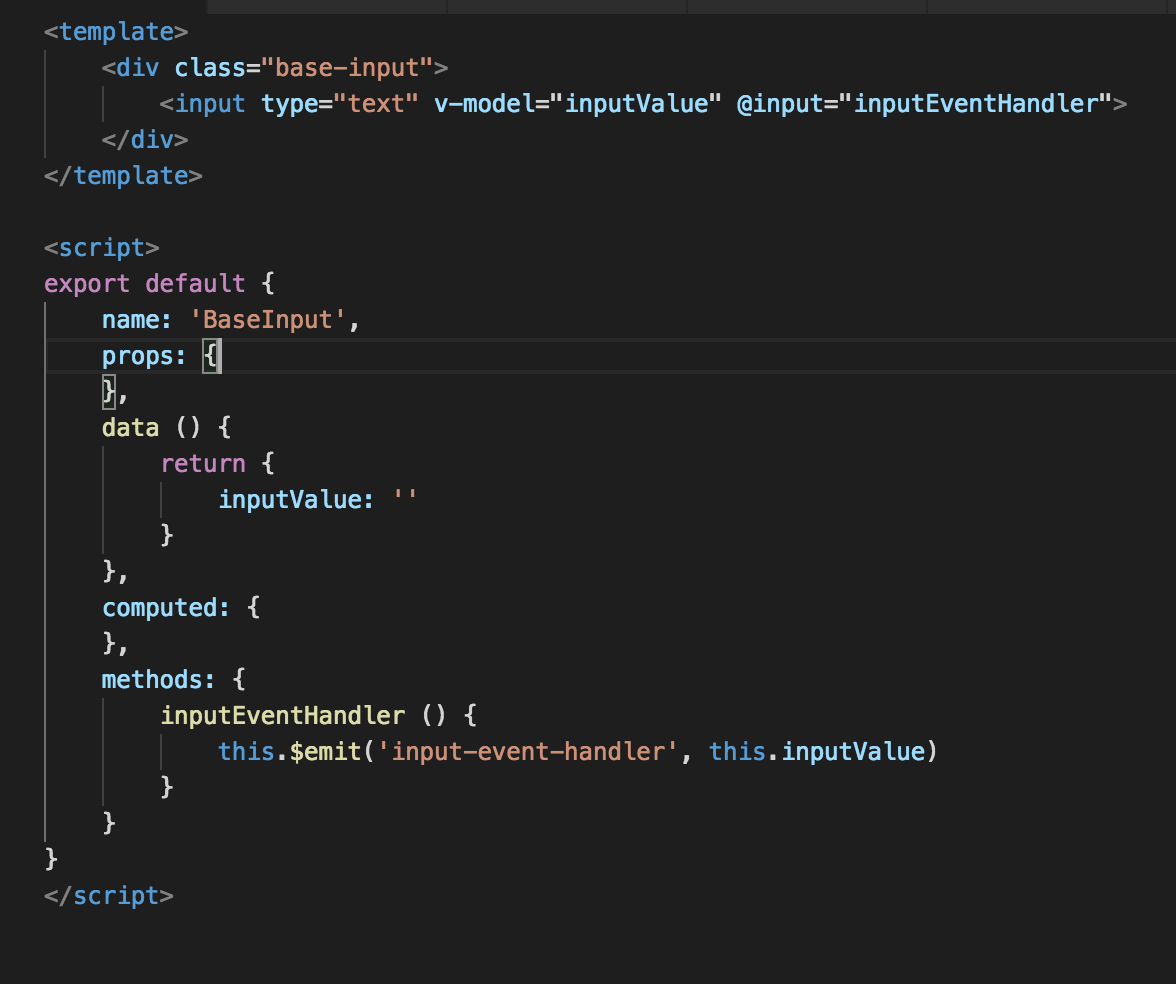 <template>
    <div class="base-input">
        <input type="text" v-model="inputValue" @input="inputEventHandler">
    </div>
</template>

<script>
export default {
    name: 'BaseInput',
    props: {
    },
    data () {
        return {
            inputValue: ''
        }
    },
    computed: {
    },
    methods: {
        inputEventHandler () {
            this.$emit('input-event-handler', this.inputValue)
        }
    }
}
</script>